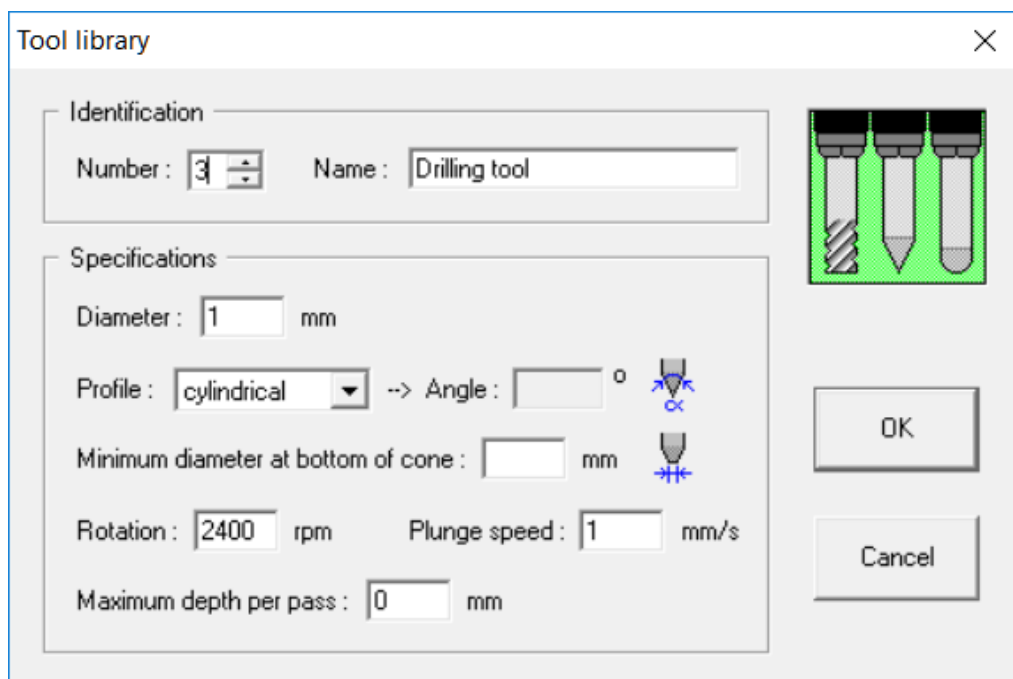 Tool library
Identification
Number : 3 Name : Drilling tool
Specifications
Diameter : 1 mm
Profile : cylindrical --> Angle : °
α
Minimum diameter at bottom of cone : mm
OK
Rotation : 2400 rpm Plunge speed : 1 mm/s
Cancel
Maximum depth per pass : 0 mm